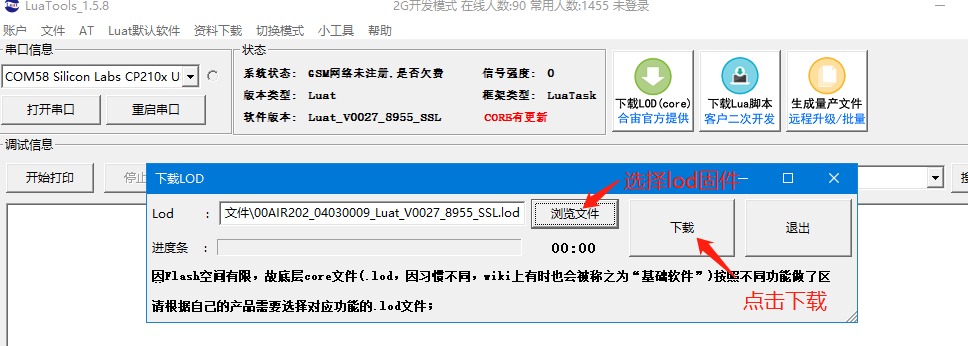 LuaTools_1.5.8
2G开发模式 在线人数:90 常用人数:1455 未登录
账户 文件 AT Luat默认软件 资料下载 切换模式 小工具 帮助
串口信息
COM58 Silicon Labs CP210x U
打开串口 重启串口
状态
系统状态: GSM网络未注册,是否欠费 信号强度: 0
版本类型: Luat 框架类型: LuaTask
软件版本: Luat_V0027_8955_SSL CORE有更新
下载LOD(core)
合宙官方提供
下载Lua脚本
客户二次开发
生成量产文件
远程升级/批量
调试信息
开始打印 停止
下载LOD
选择lod固件
Lod : 文件\00AIR202_04030009_Luat_V0027_8955_SSL.lod 浏览文件 下载 退出
进度条 : 00:00
因Flash空间有限，故底层core文件(.lod，因习惯不同，wiki上有时也会被称之为“基础软件”)按照不同功能做了区
请根据自己的产品需要选择对应功能的.lod文件;
点击下载